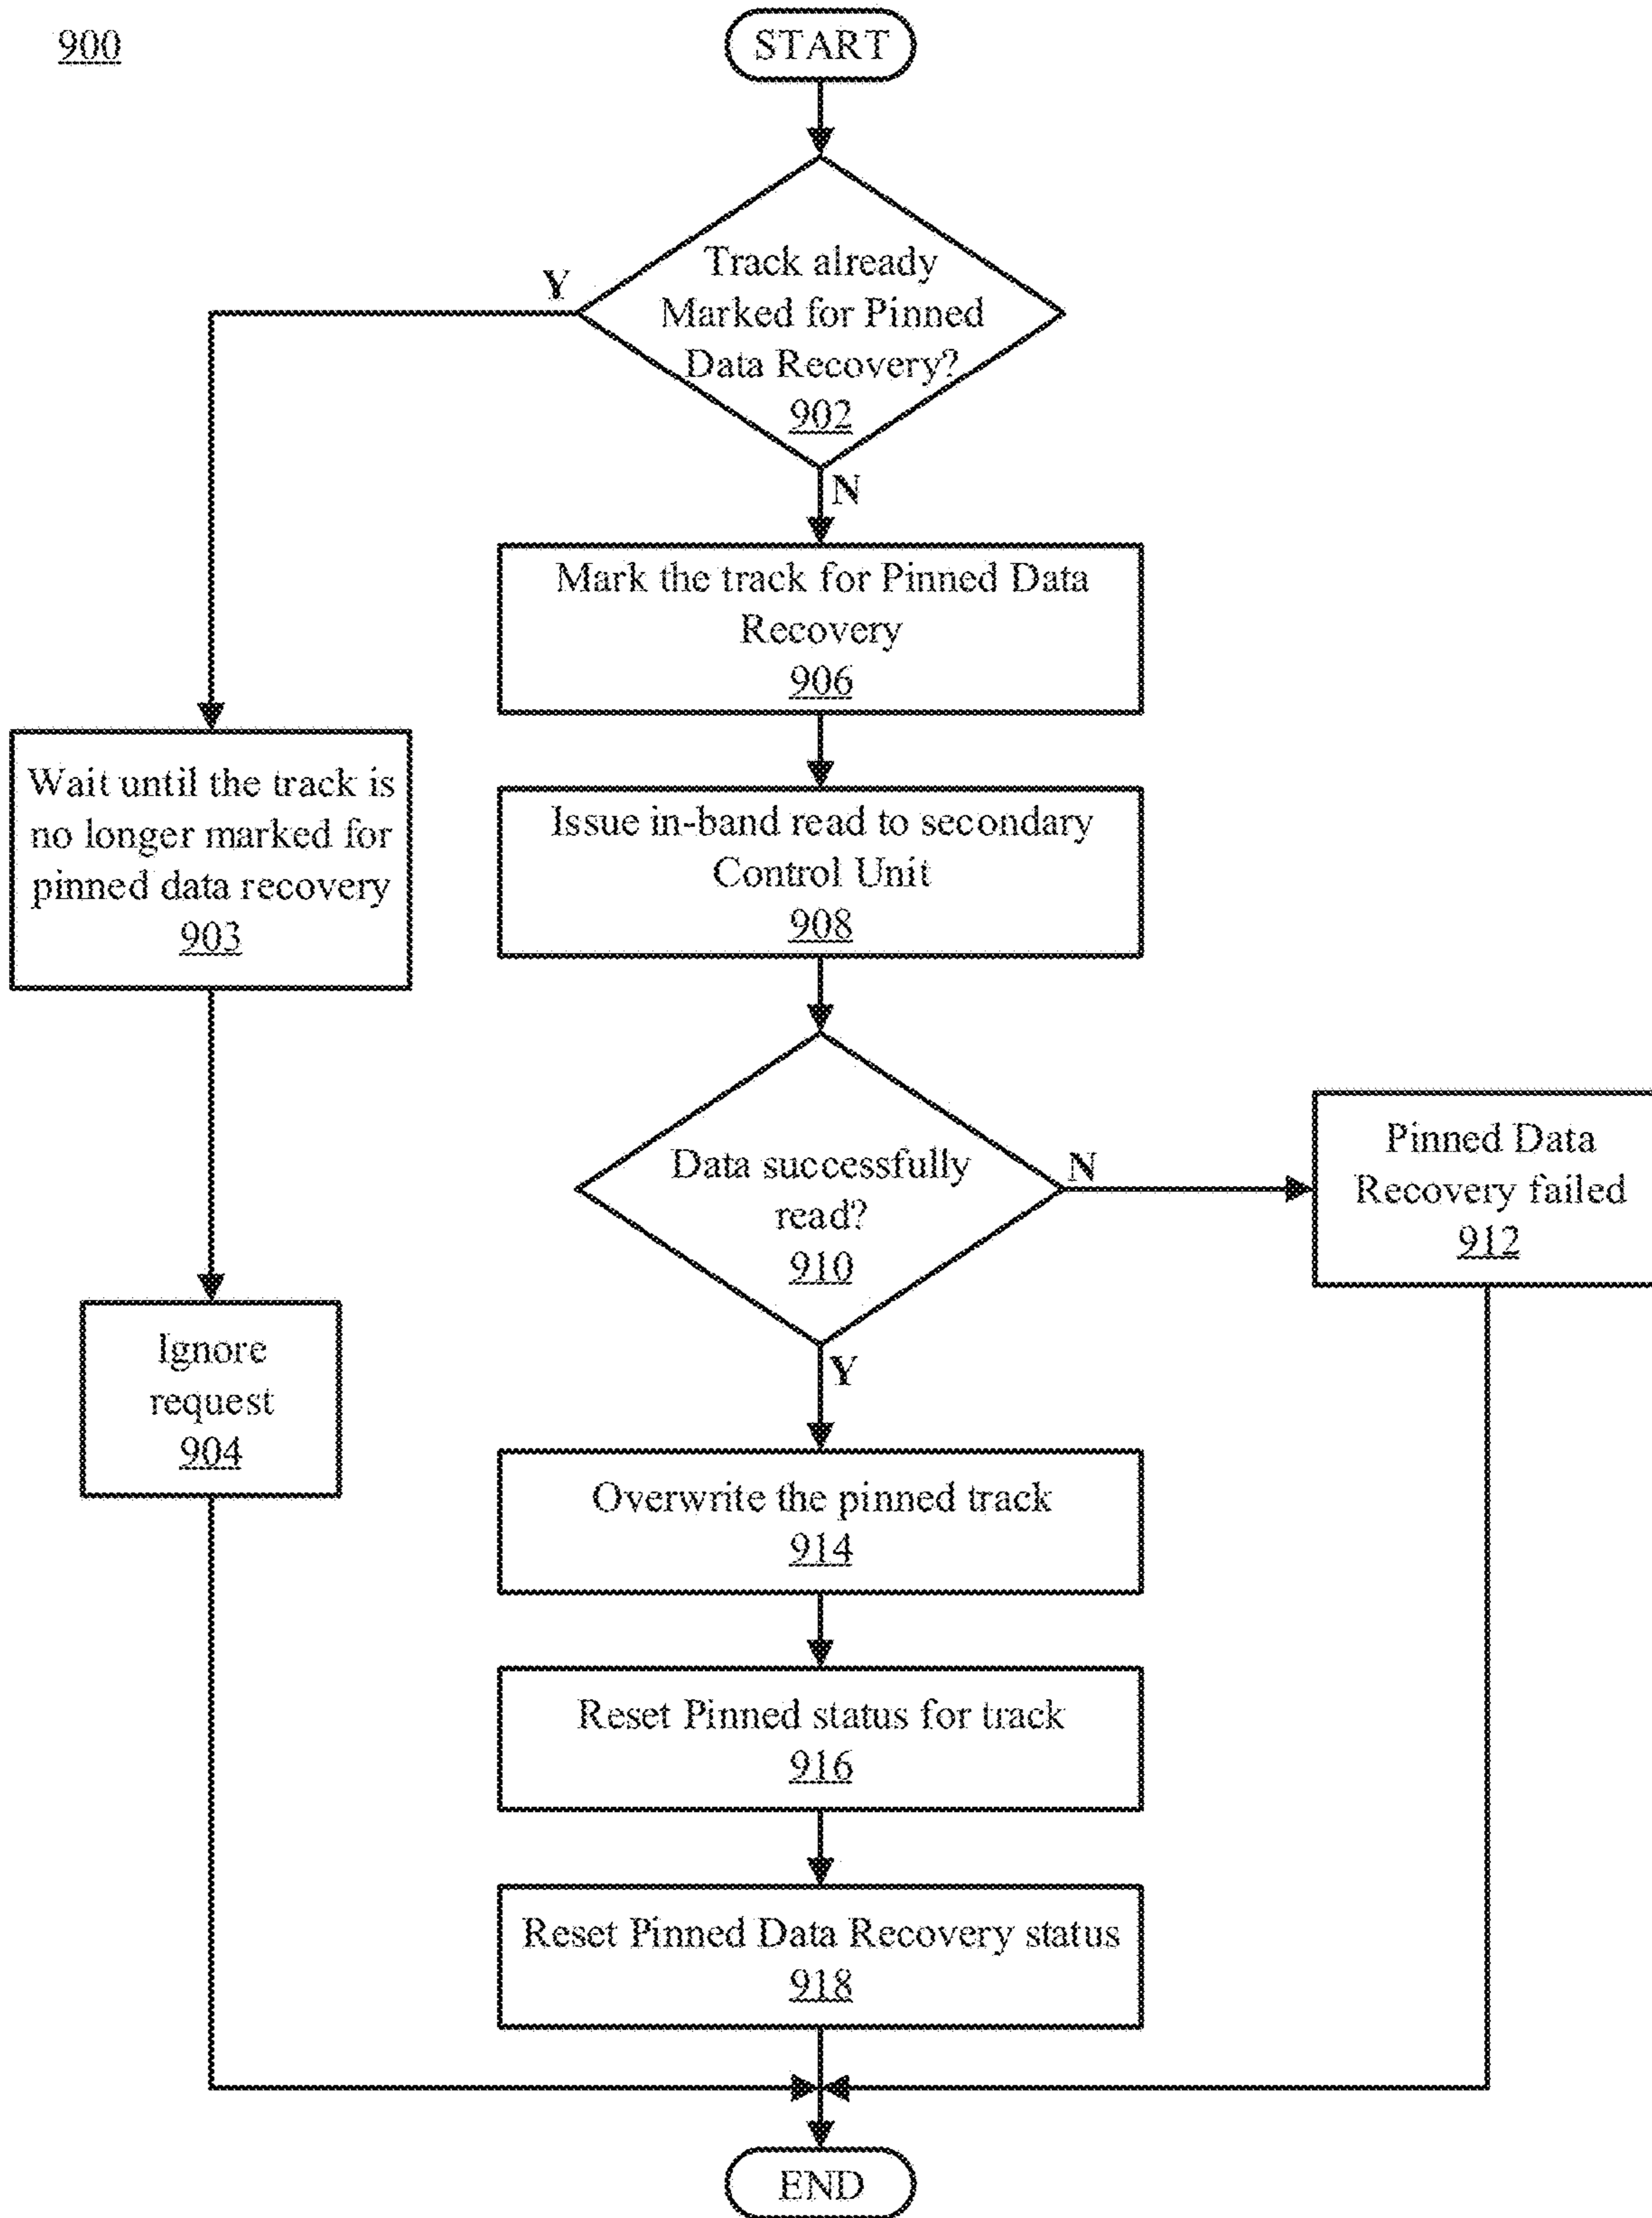 900
START
Track already
Marked for Pinned
Data Recovery?
902
Y
N
Mark the track for Pinned Data
Recovery
906
Wait until the track is
no longer marked for
pinned data recovery
903
Issue in-band read to secondary
Control Unit
908
Data successfully
read?
910
N
Y
Pinned Data
Recovery failed
912
Ignore
request
904
Overwrite the pinned track
914
Reset Pinned status for track
916
Reset Pinned Data Recovery status
918
END